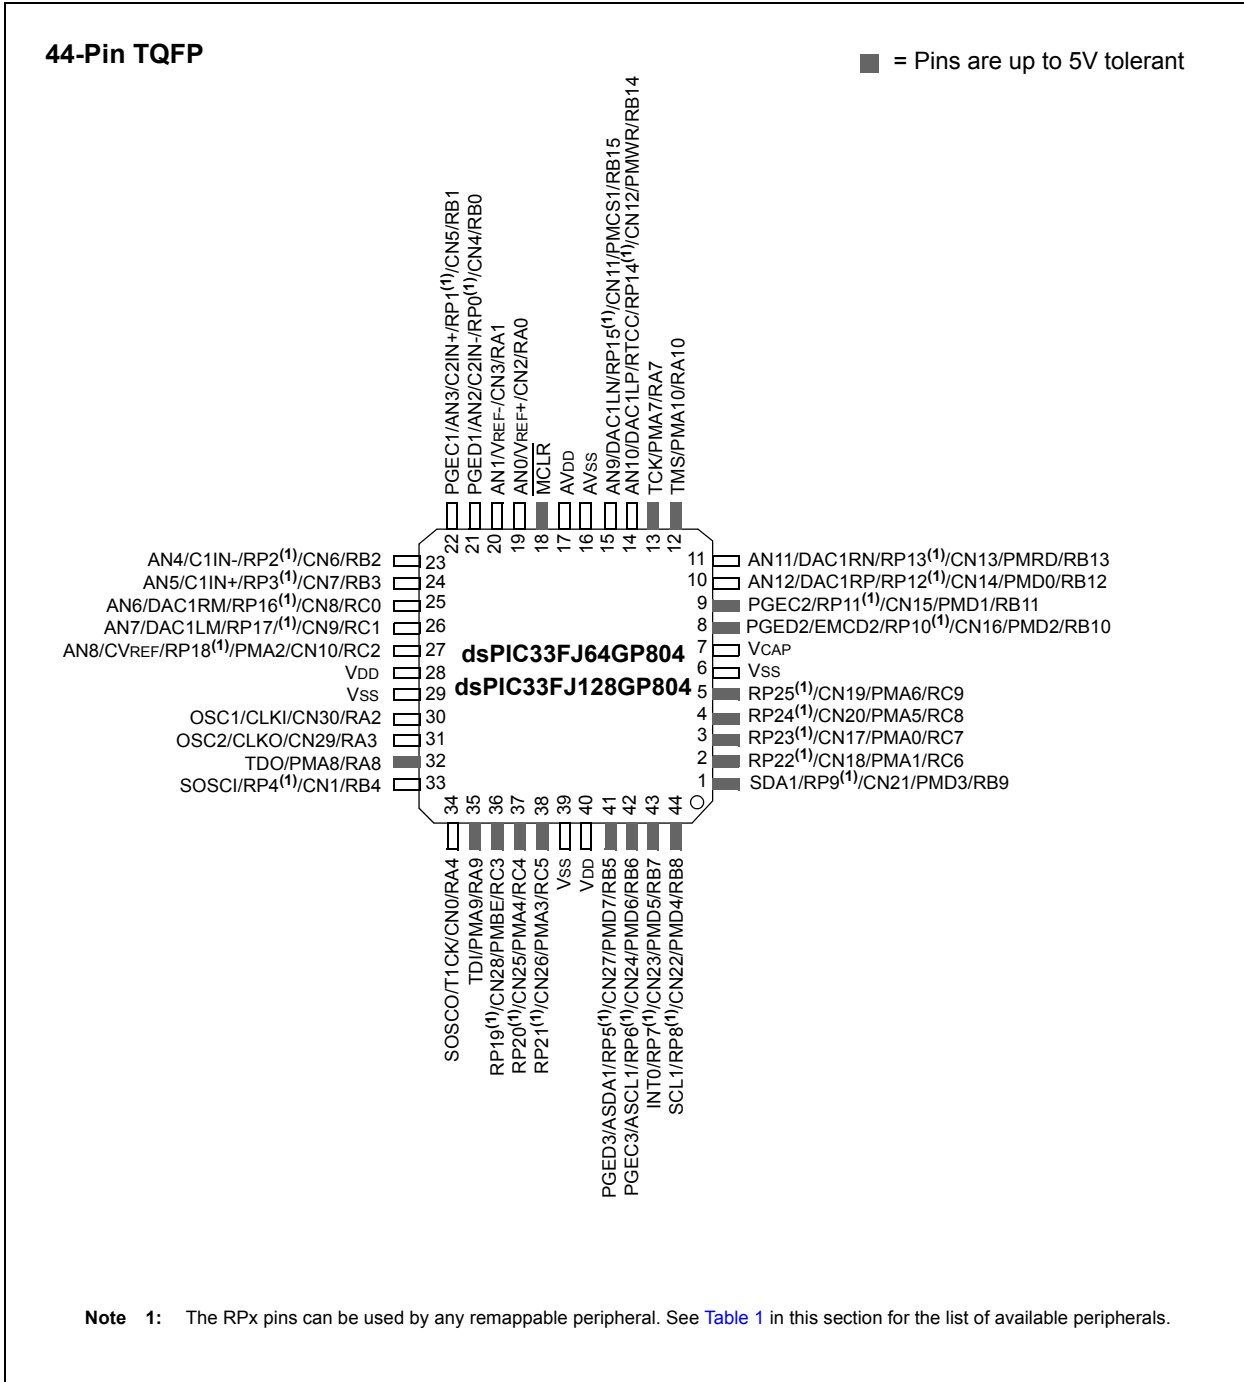 44-Pin TQFP
= Pins are up to 5V tolerant
PGEC1/AN3/C2IN+/RP1(1)/CN5/RB1
PGED1/AN2/C2IN-/RP0(1)/CN4/RB0
AN1/VREF-/CN3/RA1
AN0/VREF+/CN2/RA0
MCLR
AVDD
AVSS
AN9/DAC1LN/RP15(1)/CN11/PMCS1/RB15
AN10/DAC1LP/RTCC/RP14(1)/CN12/PMWR/RB14
TCK/PMA7/RA7
TMS/PMA10/RA10
22 21 20 19 18 17 16 15 14 13 12
AN4/C1IN-/RP2(1)/CN6/RB2 23
AN5/C1IN+/RP3(1)/CN7/RB3 24
AN6/DAC1RM/RP16(1)/CN8/RC0 25
AN7/DAC1LM/RP17/(1)/CN9/RC1 26
AN8/CVREF/RP18(1)/PMA2/CN10/RC2 27
VDD 28
VSS 29
OSC1/CLKI/CN30/RA2 30
OSC2/CLKO/CN29/RA3 31
TDO/PMA8/RA8 32
SOSCI/RP4(1)/CN1/RB4 33
dsPIC33FJ64GP804
dsPIC33FJ128GP804
11 AN11/DAC1RN/RP13(1)/CN13/PMRD/RB13
10 AN12/DAC1RP/RP12(1)/CN14/PMD0/RB12
9 PGEC2/RP11(1)/CN15/PMD1/RB11
8 PGED2/EMCD2/RP10(1)/CN16/PMD2/RB10
7 VCAP
6 VSS
5 RP25(1)/CN19/PMA6/RC9
4 RP24(1)/CN20/PMA5/RC8
3 RP23(1)/CN17/PMA0/RC7
2 RP22(1)/CN18/PMA1/RC6
1 SDA1/RP9(1)/CN21/PMD3/RB9
34 35 36 37 38 39 40 41 42 43 44
SOSCO/T1CK/CN0/RA4
TDI/PMA9/RA9
RP19(1)/CN28/PMBE/RC3
RP20(1)/CN25/PMA4/RC4
RP21(1)/CN26/PMA3/RC5
VSS
VDD
PGED3/ASDA1/RP5(1)/CN27/PMD7/RB5
PGEC3/ASCL1/RP6(1)/CN24/PMD6/RB6
INT0/RP7(1)/CN23/PMD5/RB7
SCL1/RP8(1)/CN22/PMD4/RB8
Note 1: The RPx pins can be used by any remappable peripheral. See Table 1 in this section for the list of available peripherals.